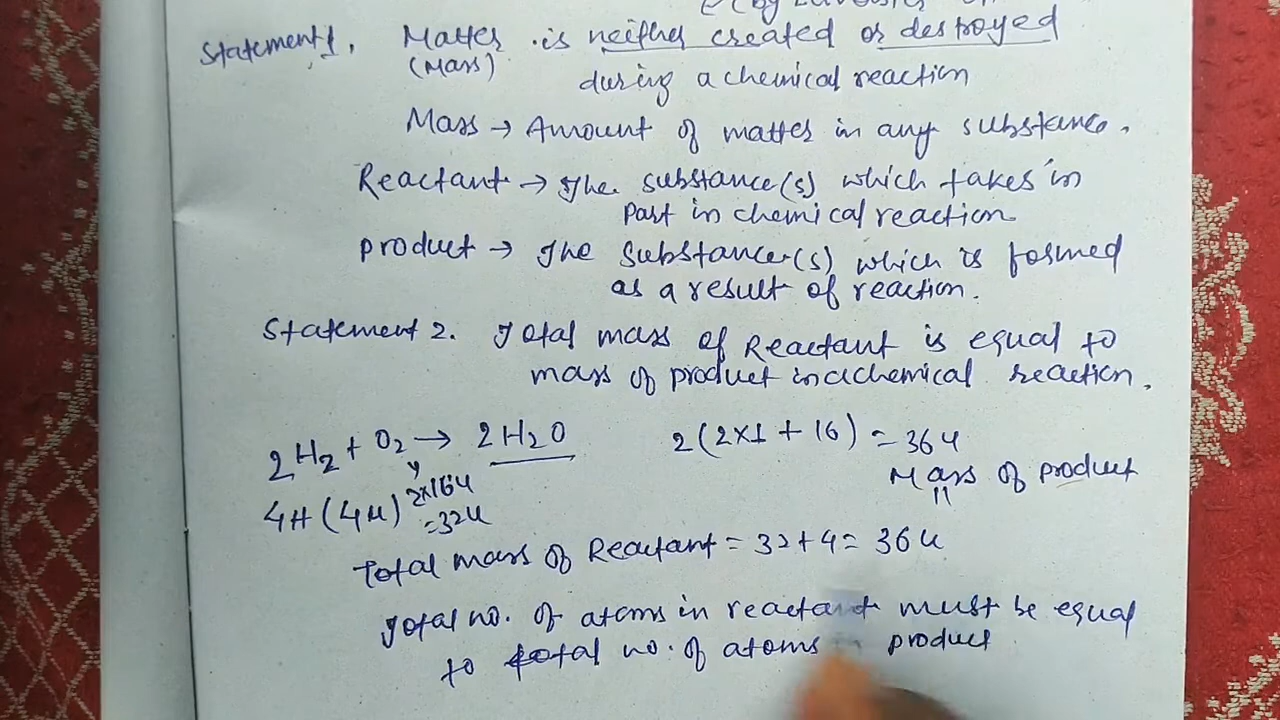 (by
Statement 1. Matter is neither created or destroyed
(Mass)
during a chemical reaction
Mass → Amount of matter in any substance.
Reactant → The substance(s) which takes in
part in chemical reaction
product → The substance(s) which is formed
as a result of reaction.
Statement 2. Total mass of Reactant is equal to
mass of product in a chemical reaction.
2H2 + O2 → 2H2O 2(2x1 + 16) = 36u
4H (4u) 2x16u Mass of product
=32u
Total mass of Reactant = 32+4= 36u
Total no. of atoms in reactant must be equal
to total no. of atoms product